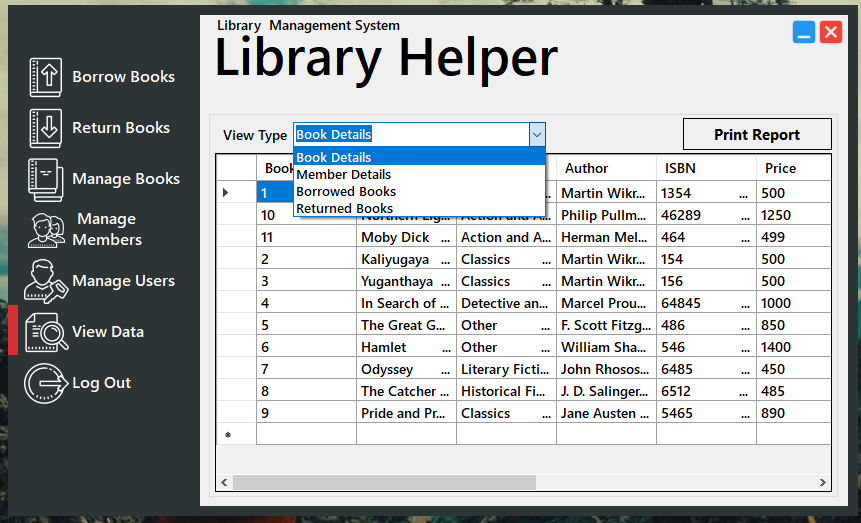 Library Management System
Library Helper
Borrow Books
Return Books
Manage Books
Manage
Members
Manage Users
View Data
Log Out
View Type Book Details
Print Report
Book Details
Member Details
Borrowed Books
Returned Books
Author ISBN Price
1 Martin Wikr... 1354 ... 500
10 Philip Pullm... 46289 ... 1250
11 Moby Dick ... Action and A... Herman Mel... 464 ... 499
2 Kaliyugaya ... Classics ... Martin Wikr... 154 ... 500
3 Yuganthaya ... Classics ... Martin Wikr... 156 ... 500
4 In Search of ... Detective an... Marcel Prou... 64845 ... 1000
5 The Great G... Other ... F. Scott Fitzg... 486 ... 850
6 Hamlet ... Other ... William Sha... 546 ... 1400
7 Odyssey ... Literary Ficti... John Rhosos... 6485 ... 450
8 The Catcher ... Historical Fi... J. D. Salinger... 6512 ... 485
9 Pride and Pr... Classics ... Jane Austen ... 5465 ... 890